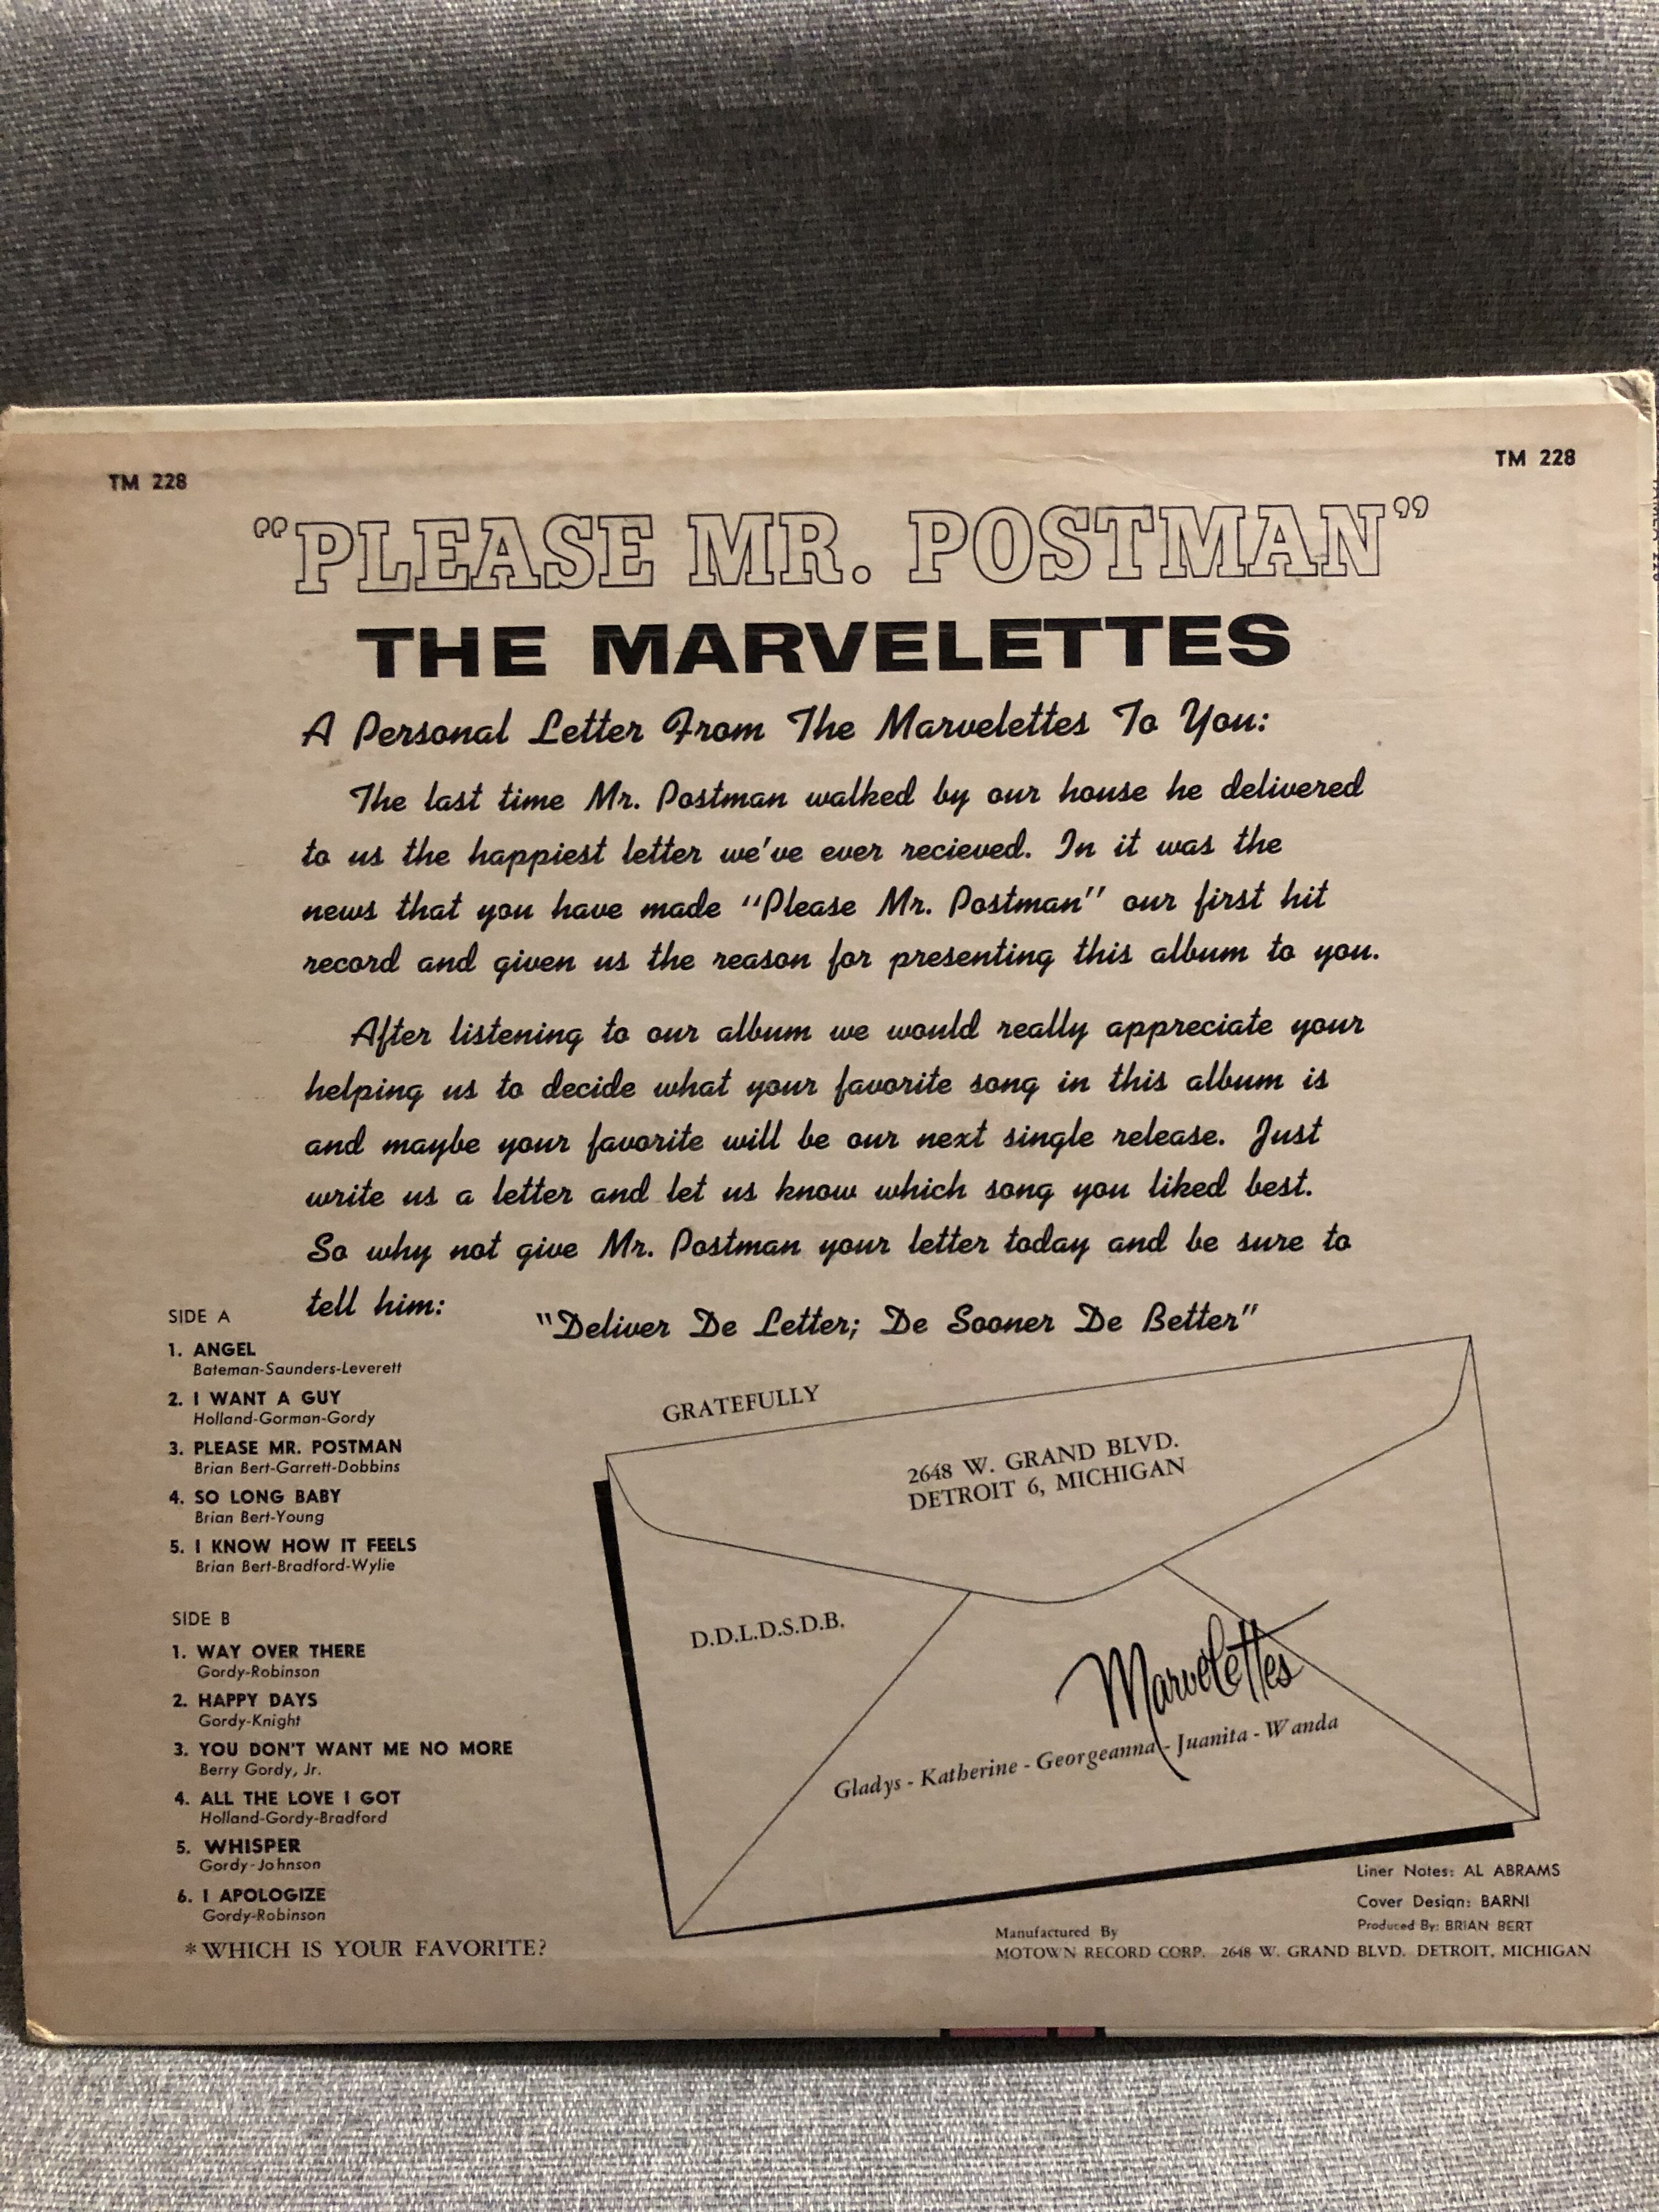 TM 228
TM 228
"PLEASE MR. POSTMAN"
THE MARVELETTES
A Personal Letter From The Marvelettes To You:
The last time Mr. Postman walked by our house he delivered
to us the happiest letter we've ever recieved. In it was the
news that you have made "Please Mr. Postman" our first hit
record and given us the reason for presenting this album to you.
After listening to our album we would really appreciate your
helping us to decide what your favorite song in this album is
and maybe your favorite will be our next single release. Just
write us a letter and let us know which song you liked best.
So why not give Mr. Postman your letter today and be sure to
tell him:
"Deliver De Letter; De Sooner De Better"
SIDE A
1. ANGEL
Bateman-Saunders-Leverett
2. I WANT A GUY
Holland-Gorman-Gordy
3. PLEASE MR. POSTMAN
Brian Bert-Garrett-Dobbins
4. SO LONG BABY
Brian Bert-Young
5. I KNOW HOW IT FEELS
Brian Bert-Bradford-Wylie
SIDE B
1. WAY OVER THERE
Gordy-Robinson
2. HAPPY DAYS
Gordy-Knight
3. YOU DON'T WANT ME NO MORE
Berry Gordy, Jr.
4. ALL THE LOVE I GOT
Holland-Gordy-Bradford
5. WHISPER
Gordy-Johnson
6. I APOLOGIZE
Gordy-Robinson
*WHICH IS YOUR FAVORITE?
GRATEFULLY
2648 W. GRAND BLVD.
DETROIT 6, MICHIGAN
D.D.L.D.S.D.B.
Marvelettes
Gladys - Katherine - Georgeanna - Juanita - Wanda
Liner Notes: AL ABRAMS
Cover Design: BARNI
Produced By: BRIAN BERT
Manufactured By
MOTOWN RECORD CORP. 2648 W. GRAND BLVD. DETROIT, MICHIGAN